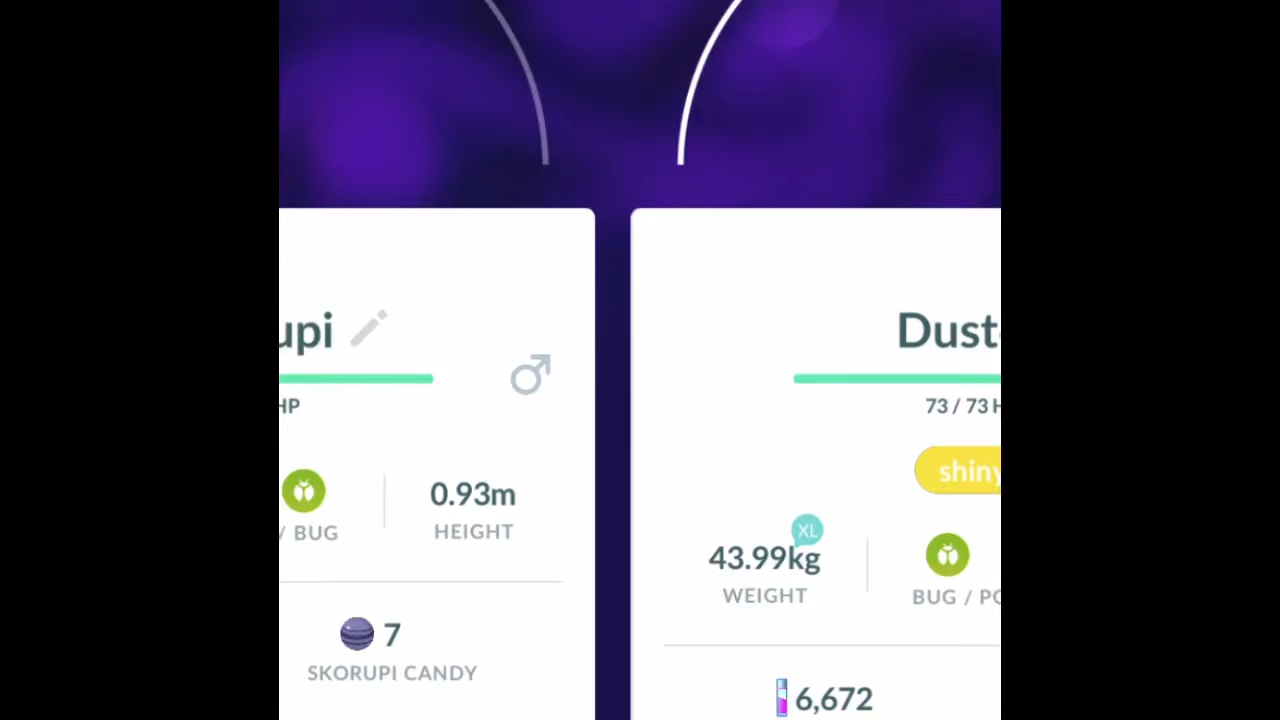 upi
HP
/ BUG
0.93m
HEIGHT
7
SKORUPI CANDY
Dust
73 / 73 H
shiny
XL
43.99kg
WEIGHT
BUG / PO
6,672